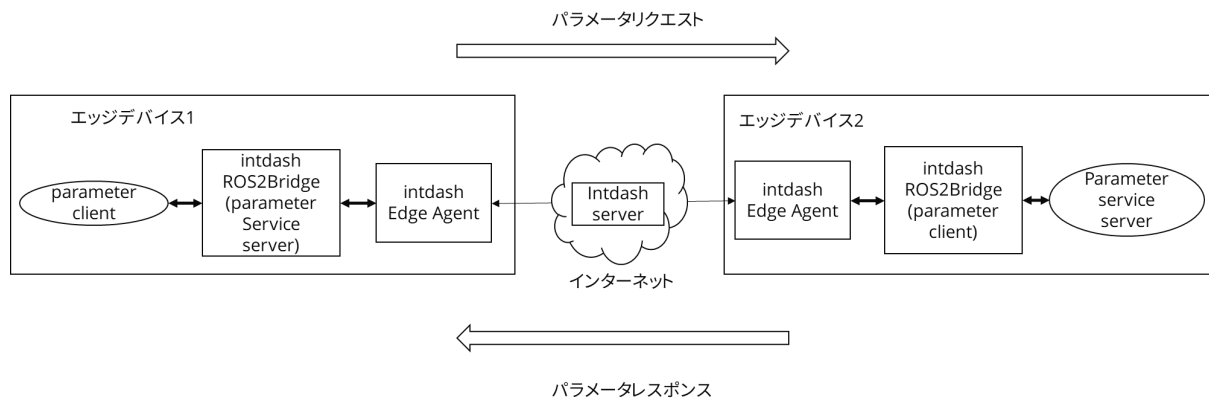 パラメータリクエスト
エッジデバイス1
parameter
client
intdash
ROS2Bridge
(parameter
Service
server)
intdash
Edge Agent
Intdash
server
インターネット
エッジデバイス2
intdash
Edge Agent
intdash
ROS2Bridge
(parameter
client)
Parameter
service
server
パラメータレスポンス